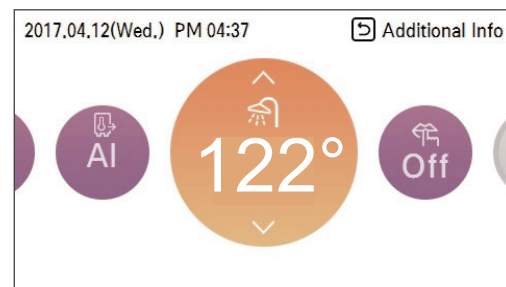 2017.04.12(Wed.) PM 04:37
Additional Info
AI
122°
Off